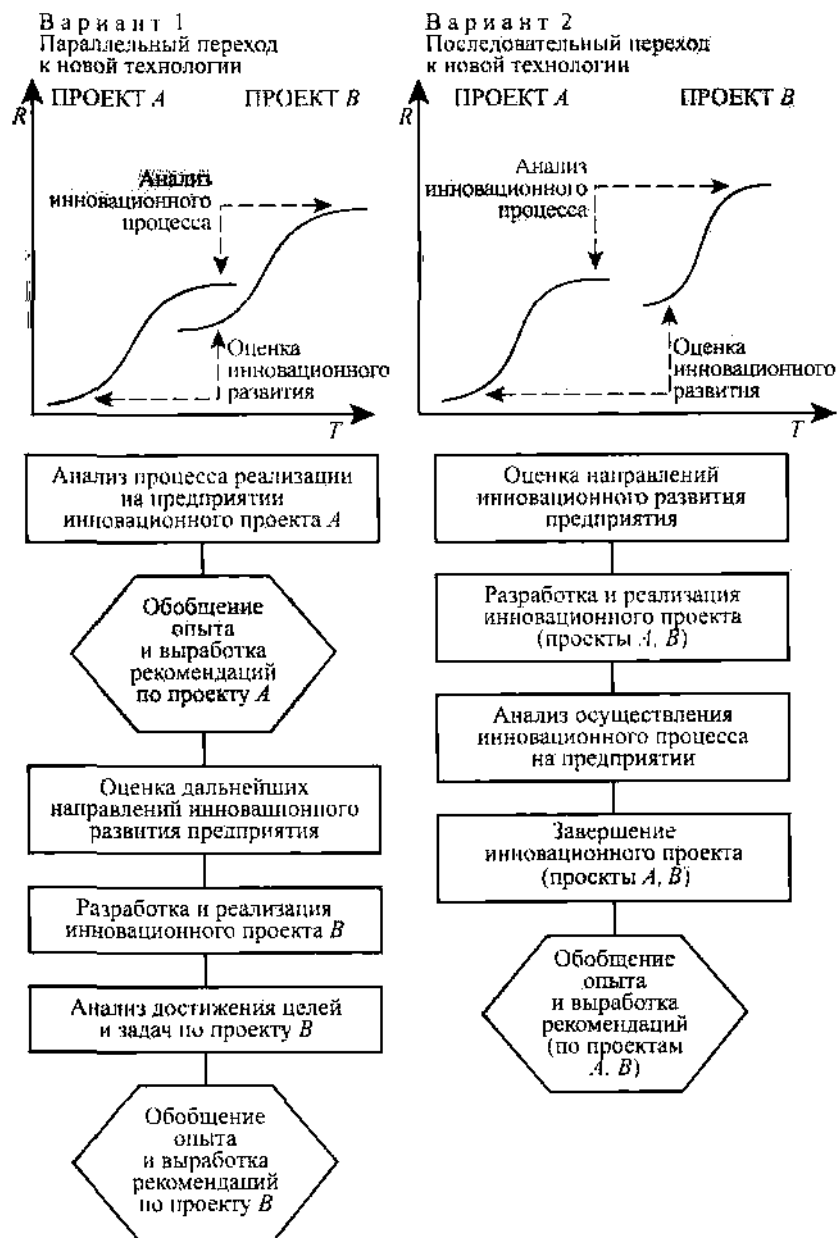 Вариант 1
Параллельный переход
к новой технологии
ПРОЕКТ A
ПРОЕКТ B
R
Анализ
инновационного
процесса
Оценка
инновационного
развития
T
Анализ процесса реализации
на предприятии
инновационного проекта A
Обобщение
опыта
и выработка
рекомендаций
по проекту A
Оценка дальнейших
направлений инновационного
развития предприятия
Разработка и реализация
инновационного проекта B
Анализ достижения целей
и задач по проекту B
Обобщение
опыта
и выработка
рекомендаций
по проекту B
Вариант 2
Последовательный переход
к новой технологии
ПРОЕКТ A
ПРОЕКТ B
R
Анализ
инновационного
процесса
Оценка
инновационного
развития
T
Оценка направлений
инновационного развития
предприятия
Разработка и реализация
инновационного проекта
(проекты A, B)
Анализ осуществления
инновационного процесса
на предприятии
Завершение
инновационного проекта
(проекты A, B)
Обобщение
опыта
и выработка
рекомендаций
(по проектам
A, B)